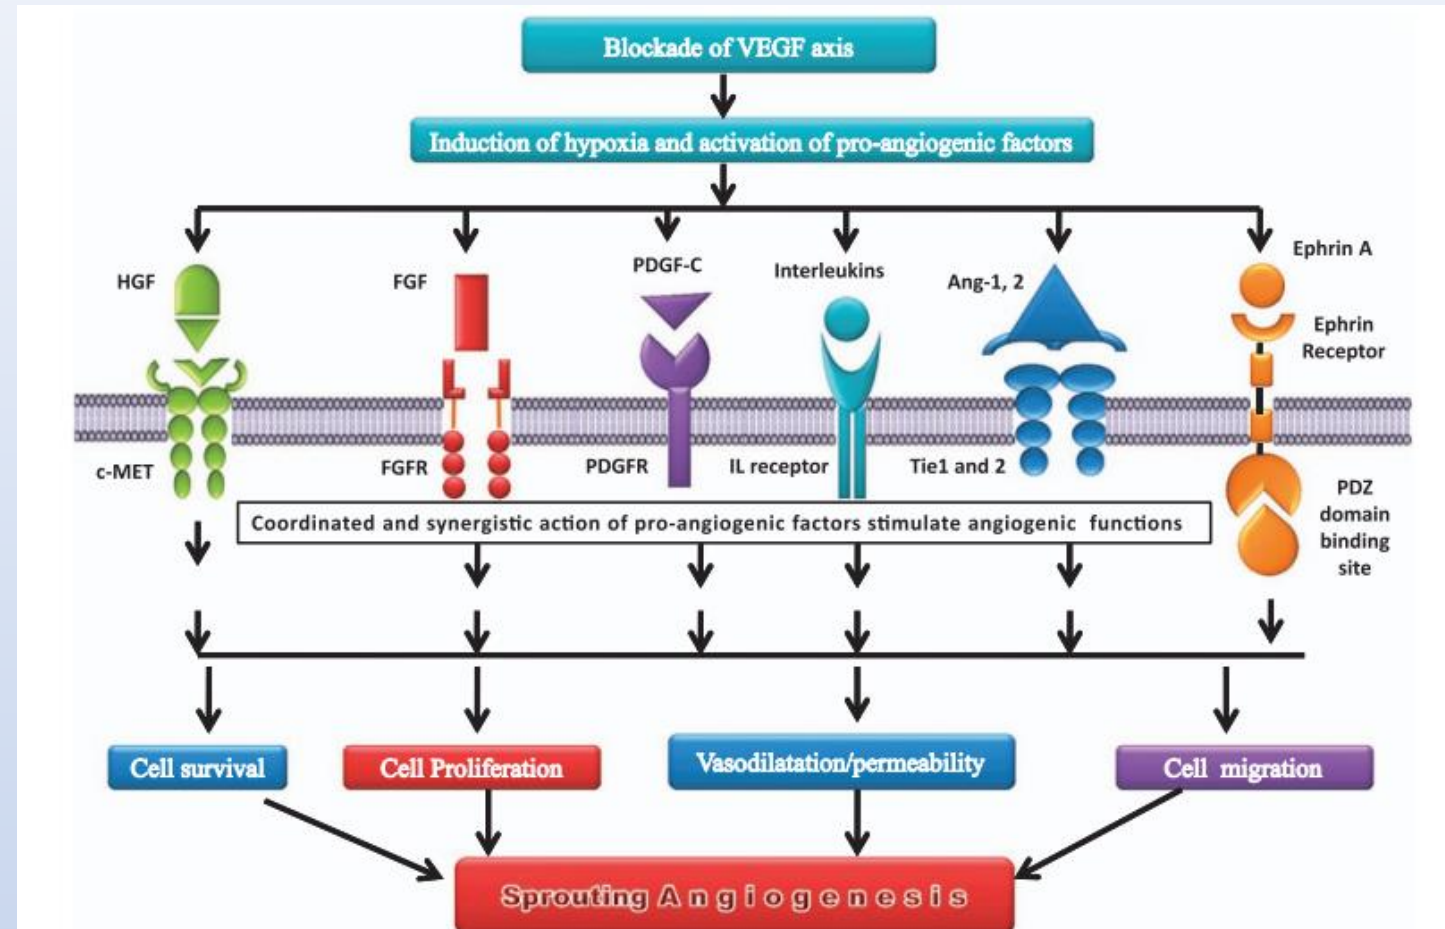 Blockade of VEGF axis
Induction of hypoxia and activation of pro-angiogenic factors
HGF
FGF
PDGF-C
Interleukins
Ang-1, 2
Ephrin A
Ephrin
Receptor
c-MET
FGFR
PDGFR
IL receptor
Tie1 and 2
PDZ
domain
binding
site
Coordinated and synergistic action of pro-angiogenic factors stimulate angiogenic functions
Cell survival
Cell Proliferation
Vasodilatation/permeability
Cell migration
Sprouting Angiogenesis